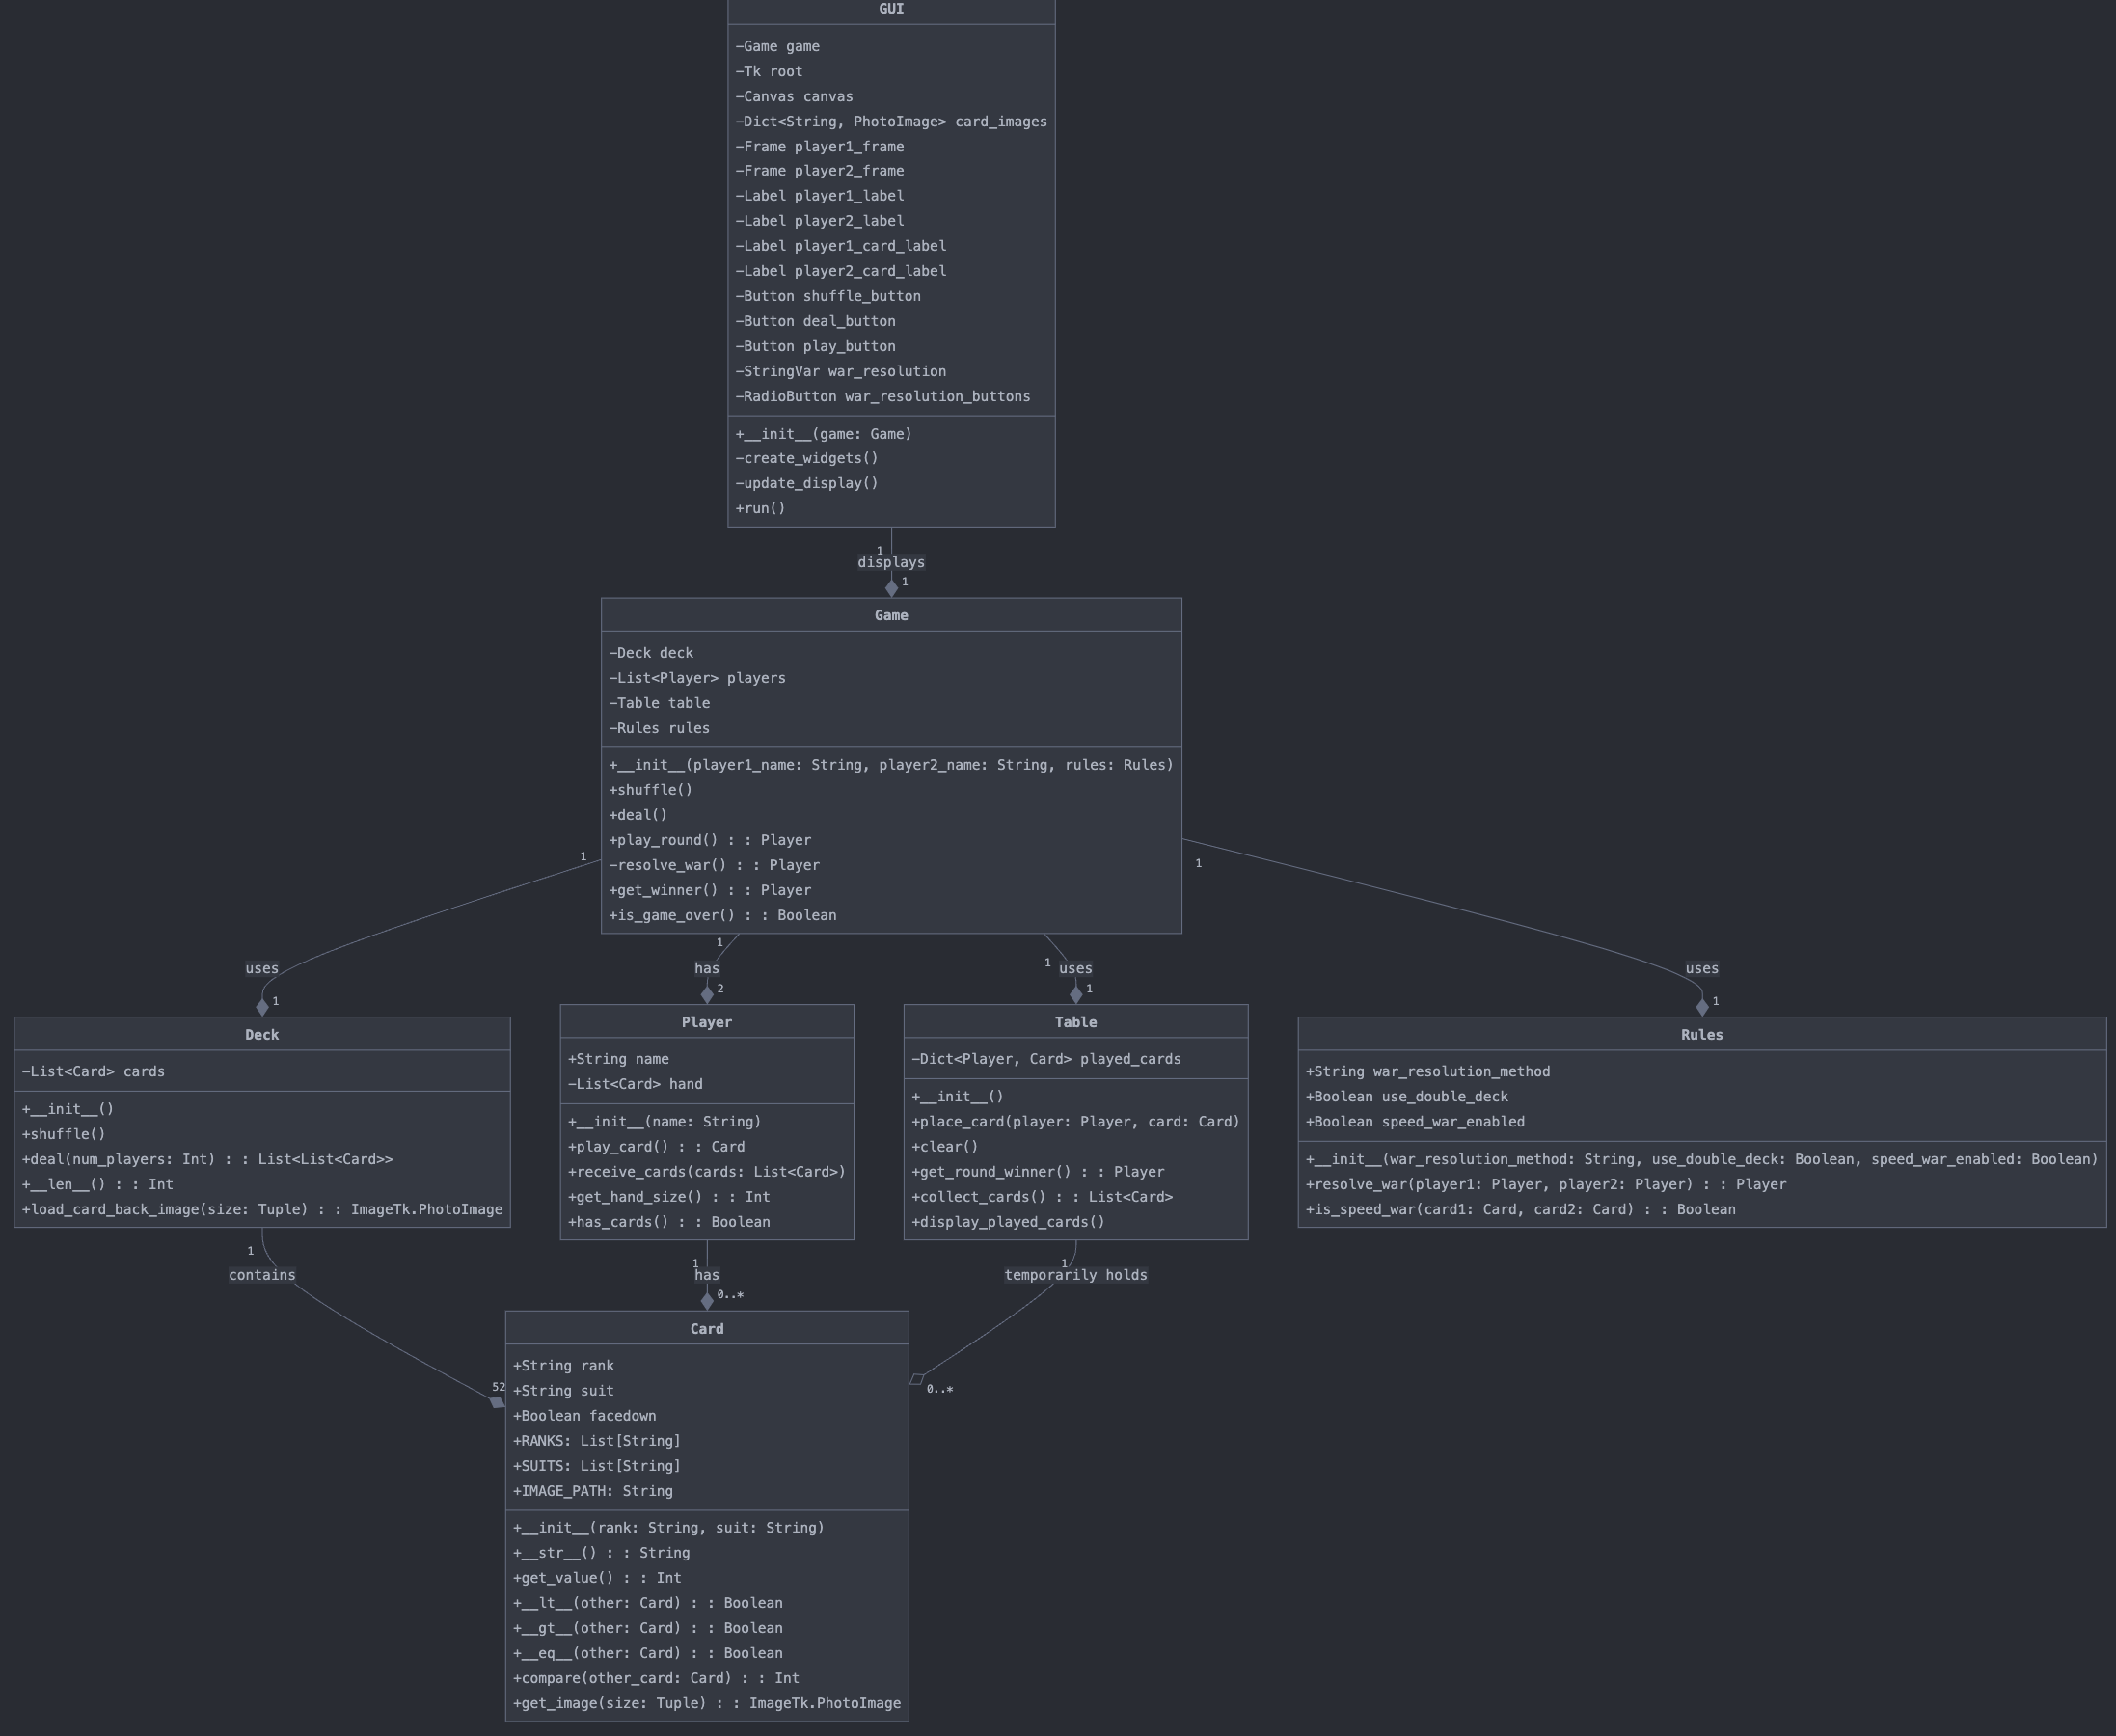 GUI
-Game game
-Tk root
-Canvas canvas
-Dict<String, PhotoImage> card_images
-Frame player1_frame
-Frame player2_frame
-Label player1_label
-Label player2_label
-Label player1_card_label
-Label player2_card_label
-Button shuffle_button
-Button deal_button
-Button play_button
-StringVar war_resolution
-RadioButton war_resolution_buttons
+__init__(game: Game)
-create_widgets()
-update_display()
+run()
1
displays
1
Game
-Deck deck
-List<Player> players
-Table table
-Rules rules
+__init__(player1_name: String, player2_name: String, rules: Rules)
+shuffle()
+deal()
+play_round() : : Player
-resolve_war() : : Player
+get_winner() : : Player
+is_game_over() : : Boolean
1
uses
1
1
has
2
1
uses
1
1
uses
1
Deck
-List<Card> cards
+__init__()
+shuffle()
+deal(num_players: Int) : : List<List<Card>>
+__len__() : : Int
+load_card_back_image(size: Tuple) : : ImageTk.PhotoImage
Player
+String name
-List<Card> hand
+__init__(name: String)
+play_card() : : Card
+receive_cards(cards: List<Card>)
+get_hand_size() : : Int
+has_cards() : : Boolean
Table
-Dict<Player, Card> played_cards
+__init__()
+place_card(player: Player, card: Card)
+clear()
+get_round_winner() : : Player
+collect_cards() : : List<Card>
+display_played_cards()
Rules
+String war_resolution_method
+Boolean use_double_deck
+Boolean speed_war_enabled
+__init__(war_resolution_method: String, use_double_deck: Boolean, speed_war_enabled: Boolean)
+resolve_war(player1: Player, player2: Player) : : Player
+is_speed_war(card1: Card, card2: Card) : : Boolean
1
contains
52
1
has
0..*
1
temporarily holds
0..*
Card
+String rank
+String suit
+Boolean facedown
+RANKS: List[String]
+SUITS: List[String]
+IMAGE_PATH: String
+__init__(rank: String, suit: String)
+__str__() : : String
+get_value() : : Int
+__lt__(other: Card) : : Boolean
+__gt__(other: Card) : : Boolean
+__eq__(other: Card) : : Boolean
+compare(other_card: Card) : : Int
+get_image(size: Tuple) : : ImageTk.PhotoImage